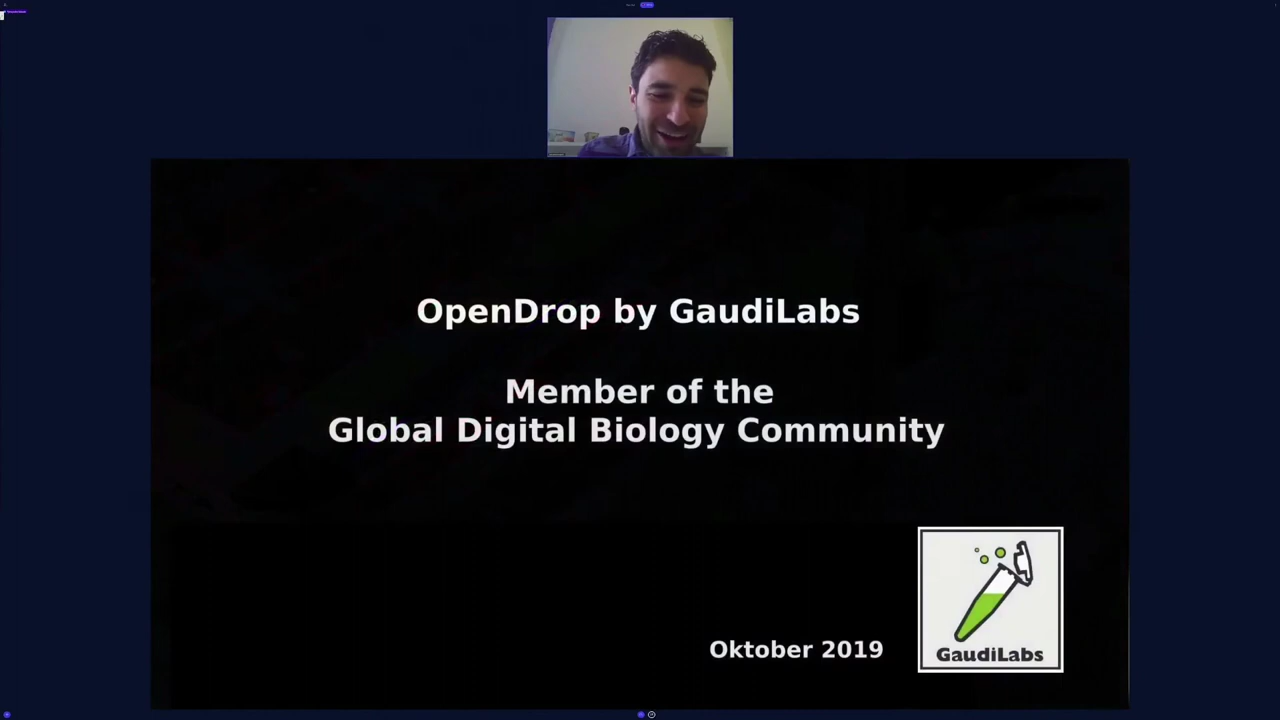 OpenDrop by GaudiLabs
Member of the
Global Digital Biology Community
Oktober 2019
GaudiLabs